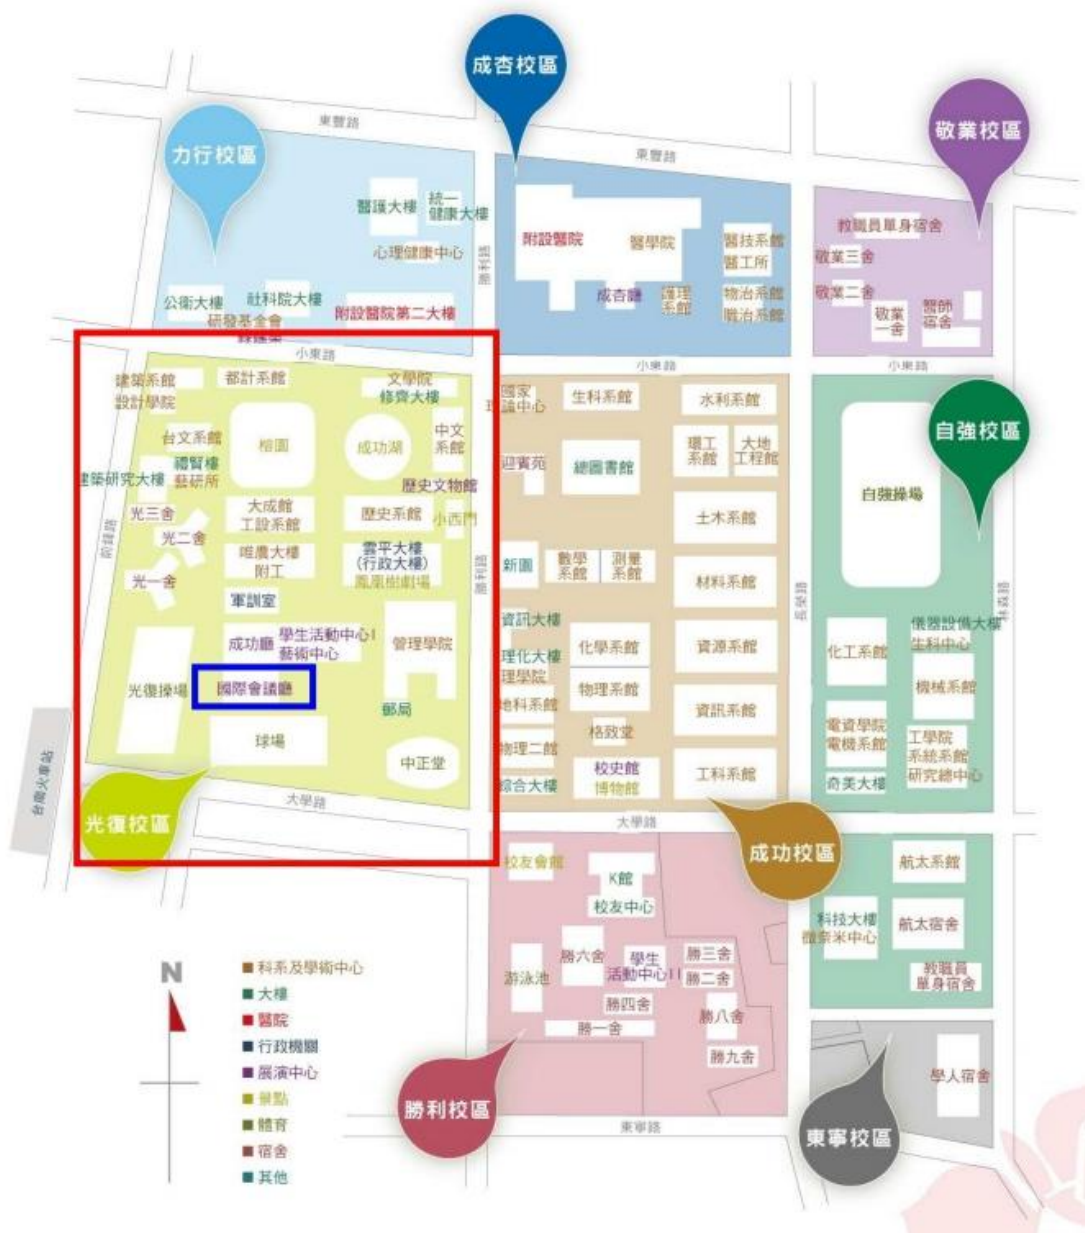 成杏校區
力行校區
敬業校區
東豐路
東豐路
醫護大樓
統一
健康大樓
心理健康中心
勝利路
公衛大樓
社科院大樓
研發基金會
附設醫院第二大樓
附設醫院
醫學院
醫技系館
醫工所
成杏廳
護理
系館
物治系館
職治系館
教職員單身宿舍
敬業三舍
敬業二舍
敬業
一舍
醫師
宿舍
小東路
小東路
小東路
建築系館
設計學院
都計系館
文學院
修齊大樓
台文系館
榕園
成功湖
中文
系館
禮賢樓
藝研所
建築研究大樓
歷史文物館
光三舍
光二舍
光一舍
大成館
工設系館
歷史系館
小西門
唯農大樓
附工
雲平大樓
(行政大樓)
鳳凰樹劇場
軍訓室
前鋒路
勝利路
成功廳
學生活動中心I
藝術中心
管理學院
光復操場
國際會議廳
郵局
球場
中正堂
台南火車站
光復校區
大學路
國家
理論中心
生科系館
水利系館
迎賓苑
總圖書館
環工
系館
大地
工程館
土木系館
新園
數學
系館
測量
系館
材料系館
資訊大樓
理化大樓
理學院
化學系館
資源系館
地科系館
物理系館
資訊系館
物理二館
格致堂
綜合大樓
校史館
博物館
工科系館
長榮路
大學路
成功校區
自強校區
自強操場
林森路
儀器設備大樓
生科中心
化工系館
機械系館
電資學院
電機系館
工學院
系統系館
研究總中心
奇美大樓
航太系館
科技大樓
微奈米中心
航太宿舍
教職員
單身宿舍
校友會館
K館
校友中心
游泳池
勝六舍
學生
活動中心II
勝三舍
勝二舍
勝四舍
勝一舍
勝八舍
勝九舍
勝利校區
東寧路
東寧校區
學人宿舍
N
科系及學術中心
大樓
醫院
行政機關
展演中心
景點
體育
宿舍
其他